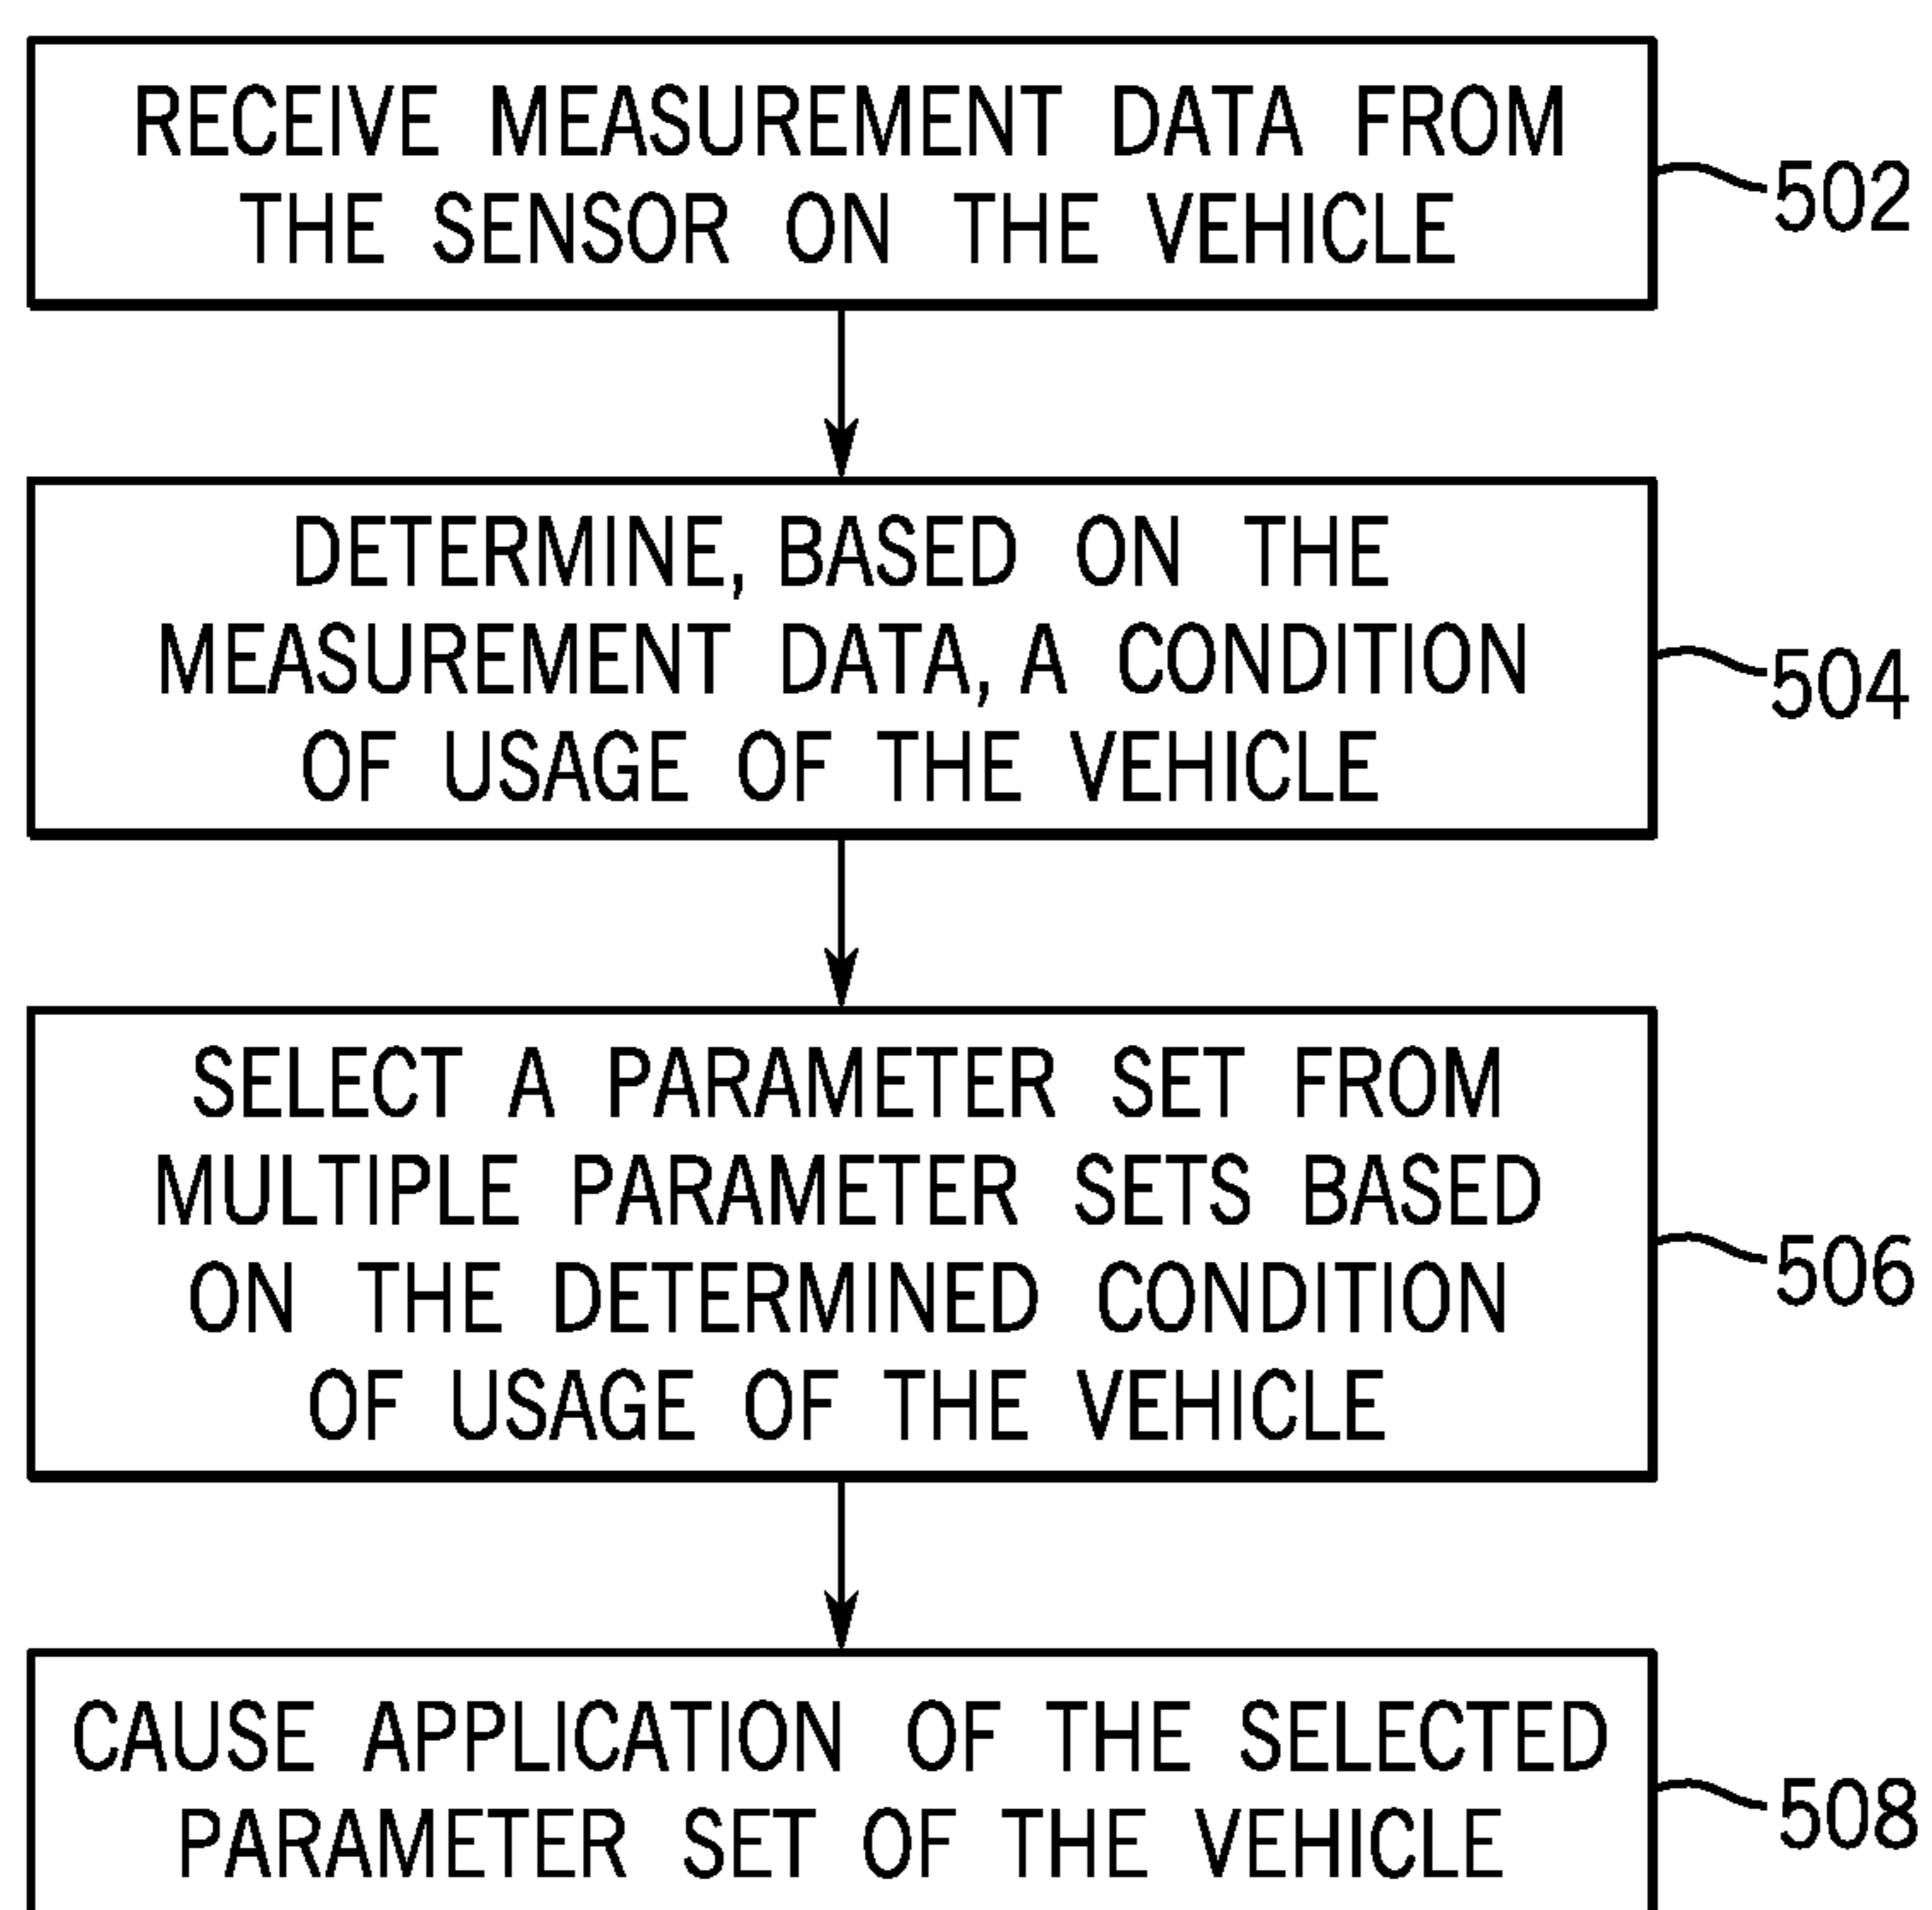 RECEIVE MEASUREMENT DATA FROM
THE SENSOR ON THE VEHICLE
502
DETERMINE, BASED ON THE
MEASUREMENT DATA, A CONDITION
OF USAGE OF THE VEHICLE
504
SELECT A PARAMETER SET FROM
MULTIPLE PARAMETER SETS BASED
ON THE DETERMINED CONDITION
OF USAGE OF THE VEHICLE
506
CAUSE APPLICATION OF THE SELECTED
PARAMETER SET OF THE VEHICLE
508